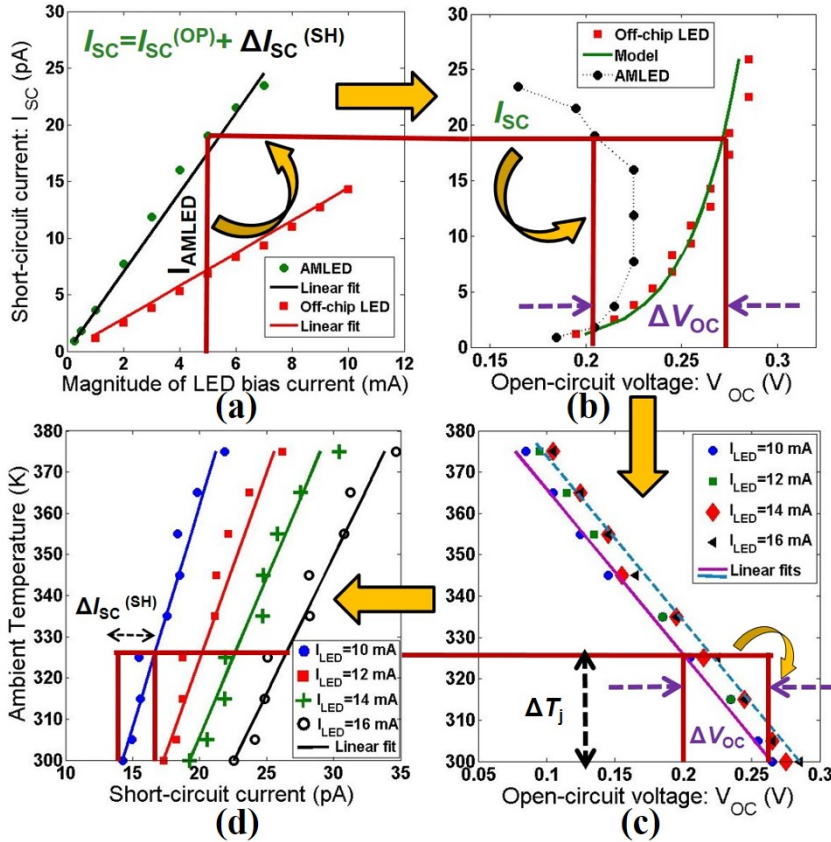 I_SC=I_SC^(OP)+ ΔI_SC^(SH)
Short-circuit current: I_SC (pA)
30
25
20
15
10
5
0
I_AMLED
AMLED
Linear fit
Off-chip LED
Linear fit
0 2 4 6 8 10 12
Magnitude of LED bias current (mA)
(a)
30
25
20
15
10
5
0
Off-chip LED
Model
AMLED
I_SC
ΔV_OC
0.15 0.2 0.25 0.3
Open-circuit voltage: V_OC (V)
(b)
Ambient Temperature (K)
380
370
360
350
340
330
320
310
300
ΔI_SC^(SH)
I_LED=10 mA
I_LED=12 mA
I_LED=14 mA
I_LED=16 mA
Linear fit
10 15 20 25 30 35
Short-circuit current (pA)
(d)
380
370
360
350
340
330
320
310
300
I_LED=10 mA
I_LED=12 mA
I_LED=14 mA
I_LED=16 mA
Linear fits
ΔT_j
ΔV_OC
0.05 0.1 0.15 0.2 0.25 0.3
Open-circuit voltage: V_OC (V)
(c)